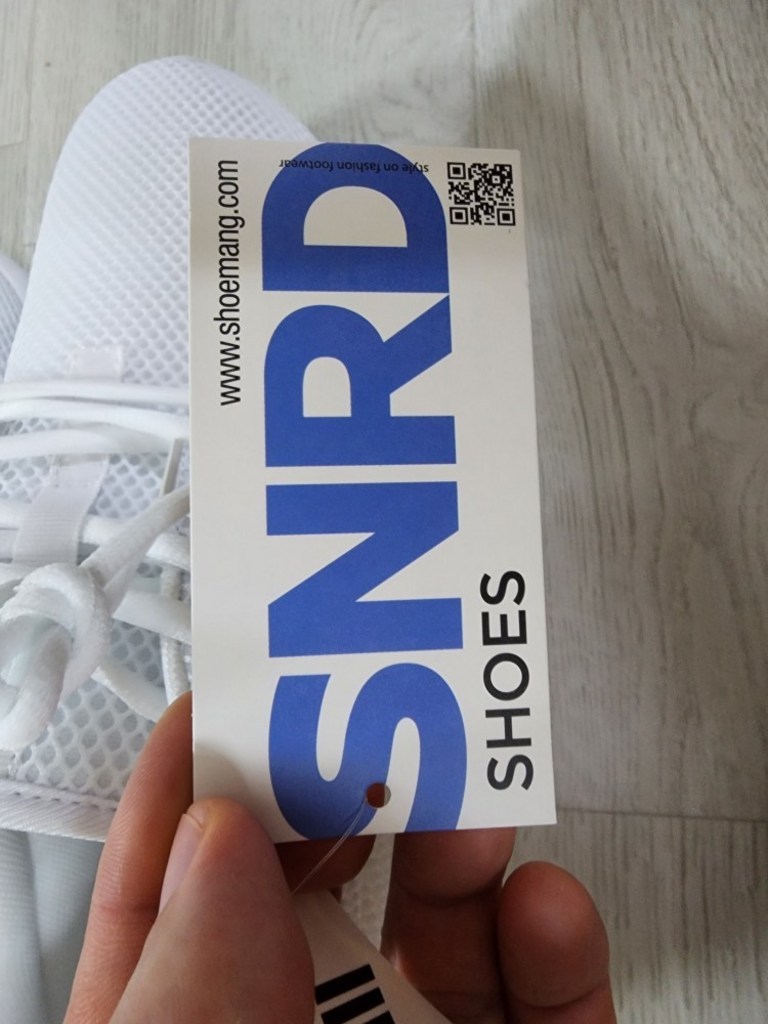 www.shoemang.com
style on fashion footwear
SNRD
SHOES